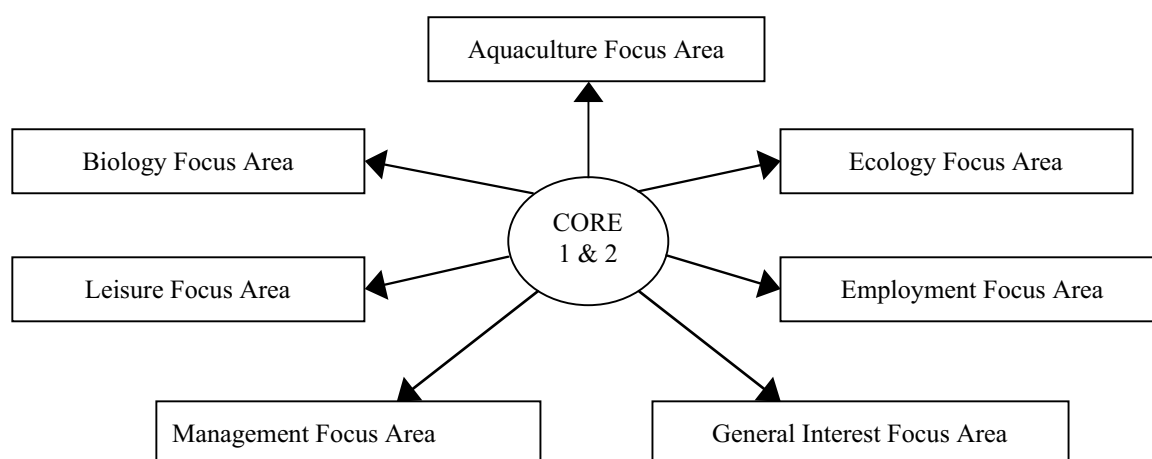 Aquaculture Focus Area
Biology Focus Area
Ecology Focus Area
CORE
1 & 2
Leisure Focus Area
Employment Focus Area
Management Focus Area
General Interest Focus Area